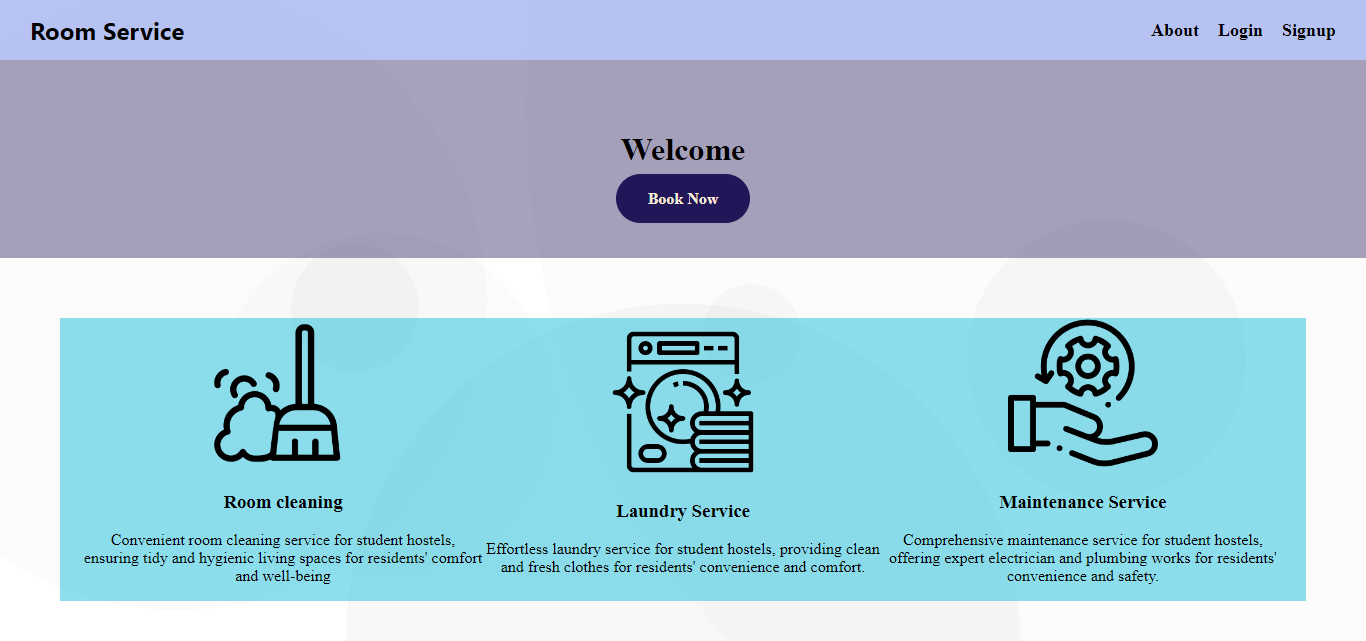 Room Service
About Login Signup
Welcome
Book Now
Room cleaning
Convenient room cleaning service for student hostels,
ensuring tidy and hygienic living spaces for residents' comfort
and well-being
Laundry Service
Effortless laundry service for student hostels, providing clean
and fresh clothes for residents' convenience and comfort.
Maintenance Service
Comprehensive maintenance service for student hostels,
offering expert electrician and plumbing works for residents'
convenience and safety.